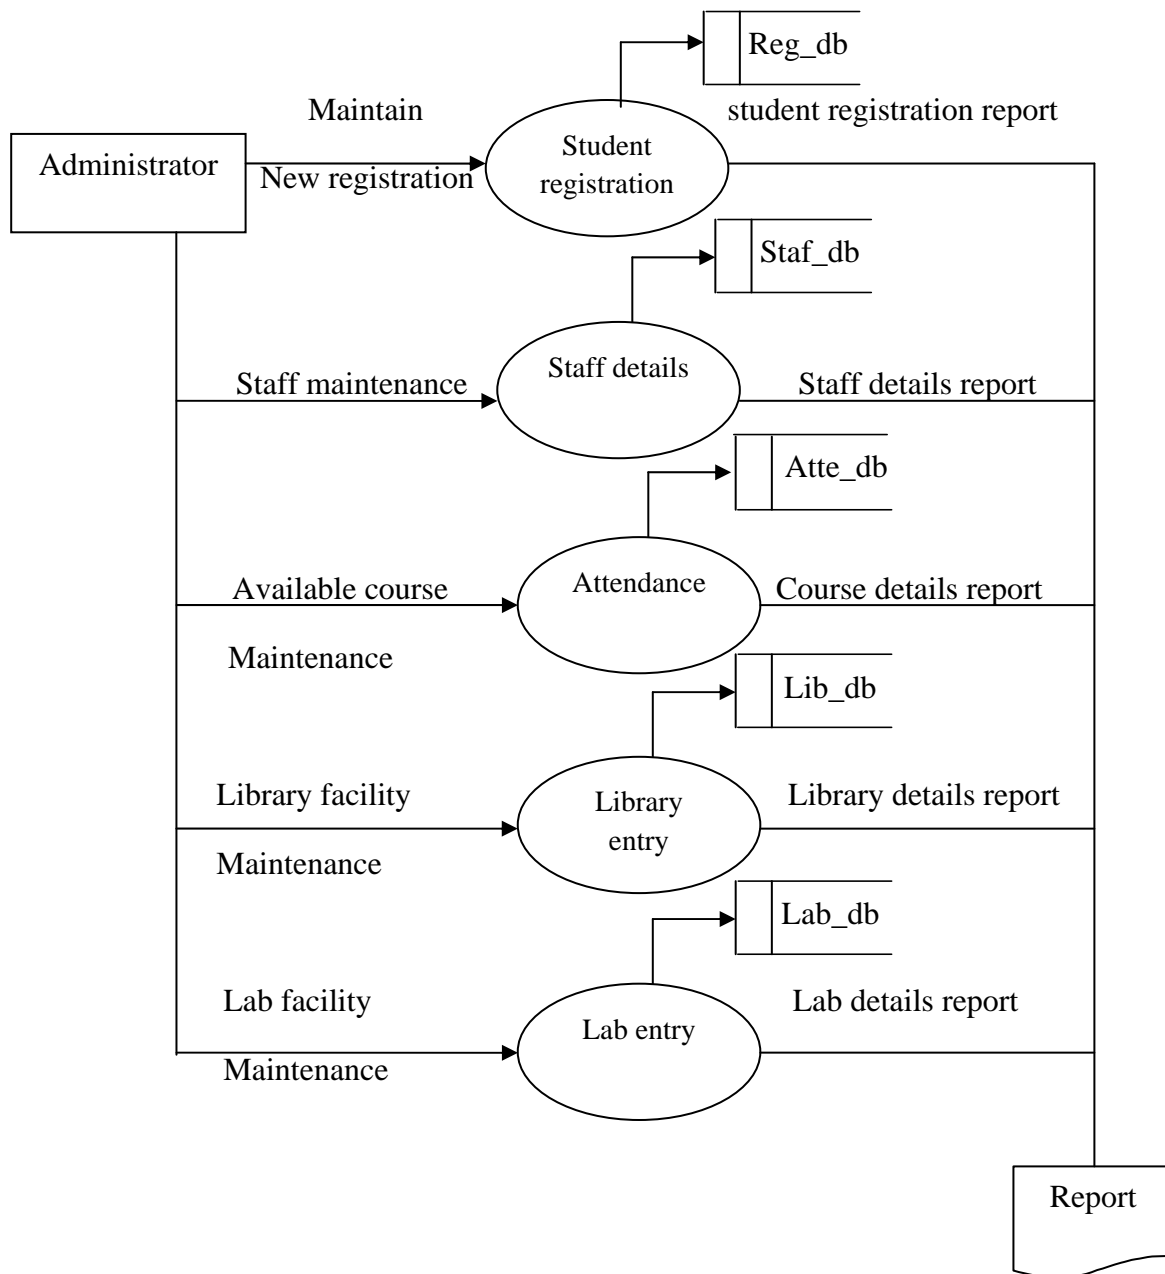 Reg_db
Maintain
student registration report
Administrator
New registration
Student
registration
Staf_db
Staff details
Staff maintenance
Staff details report
Atte_db
Available course
Attendance
Course details report
Maintenance
Lib_db
Library facility
Library
entry
Library details report
Maintenance
Lab_db
Lab facility
Lab entry
Lab details report
Maintenance
Report